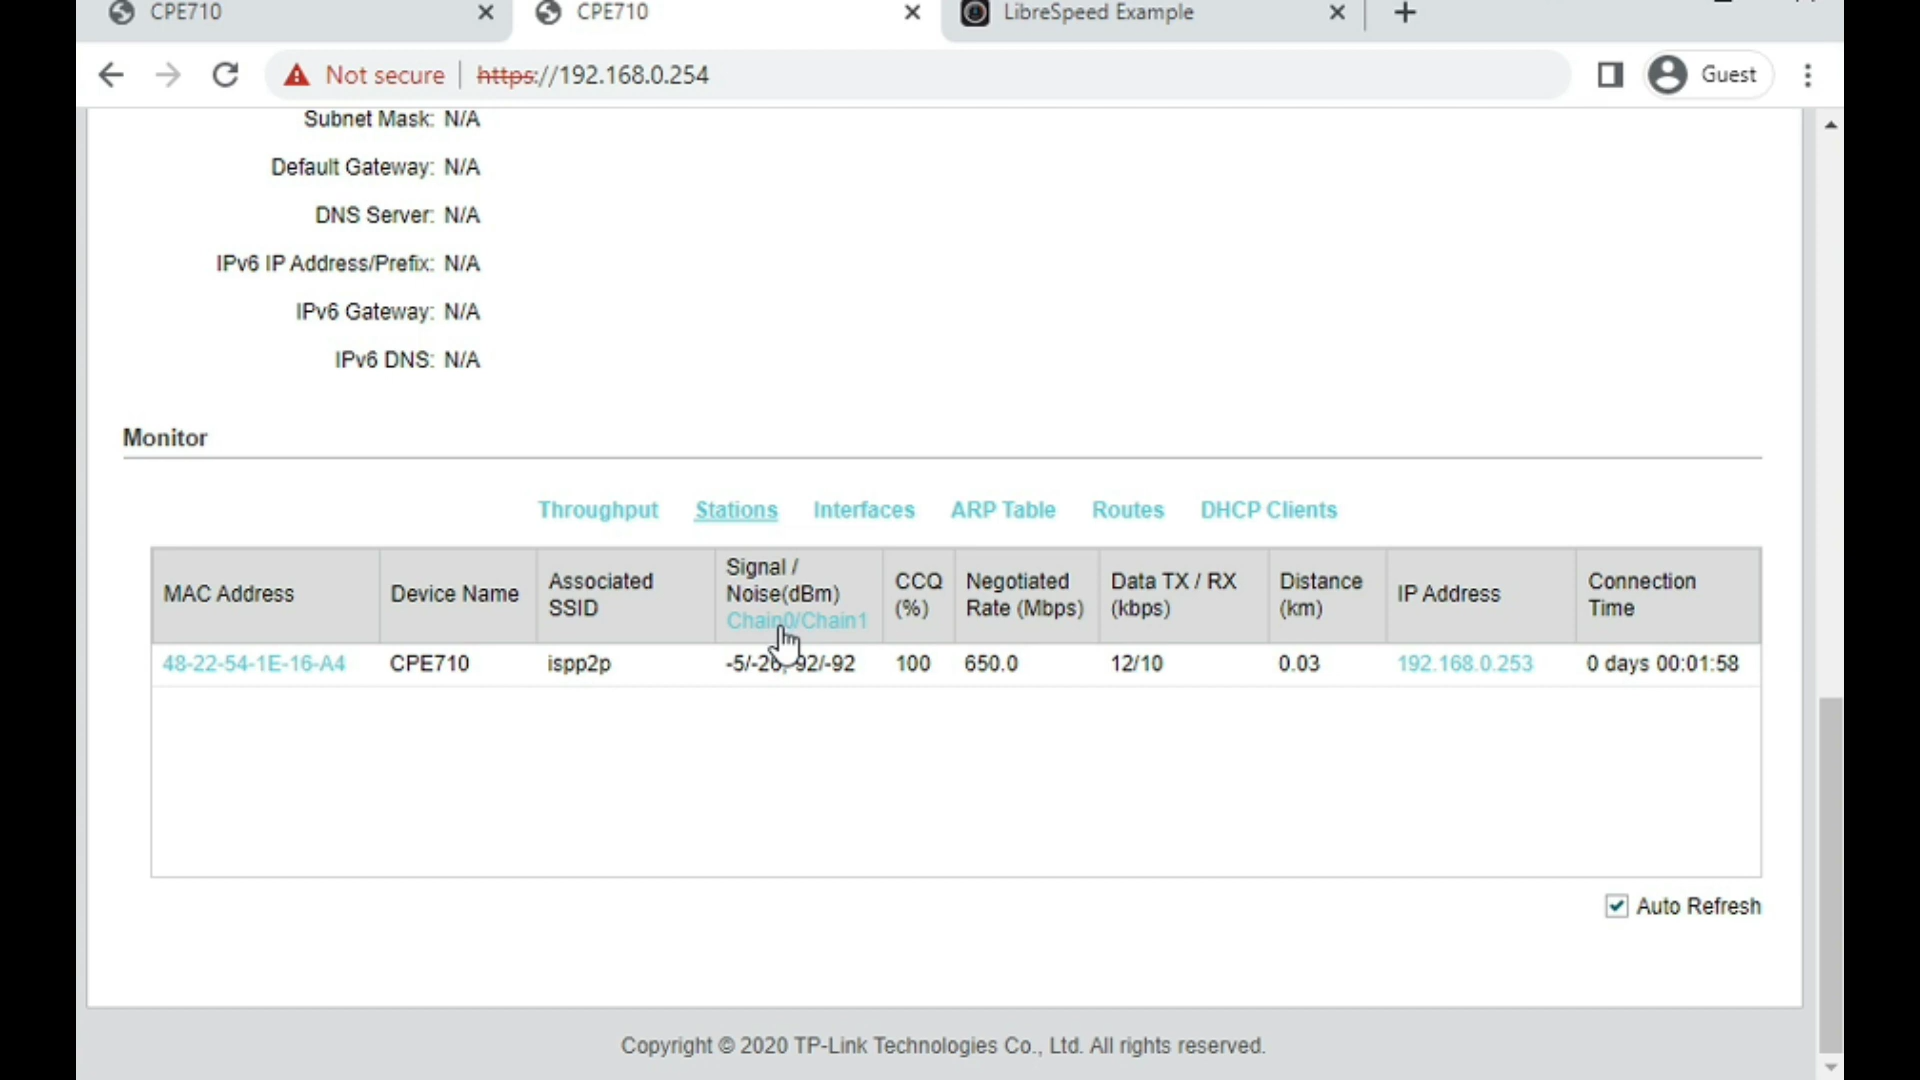 CPE710
CPE710
LibreSpeed Example
Not secure
https://192.168.0.254
Guest
Subnet Mask: N/A
Default Gateway: N/A
DNS Server: N/A
IPv6 IP Address/Prefix: N/A
IPv6 Gateway: N/A
IPv6 DNS: N/A
Monitor
Throughput Stations Interfaces ARP Table Routes DHCP Clients
MAC Address
Device Name
Associated
SSID
Signal /
Noise(dBm)
Chain0/Chain1
CCQ
(%)
Negotiated
Rate (Mbps)
Data TX / RX
(kbps)
Distance
(km)
IP Address
Connection
Time
48-22-54-1E-16-A4 CPE710 ispp2p 100 650.0 12/10 0.03 192.168.0.253 0 days 00:01:58
Auto Refresh
Copyright © 2020 TP-Link Technologies Co., Ltd. All rights reserved.